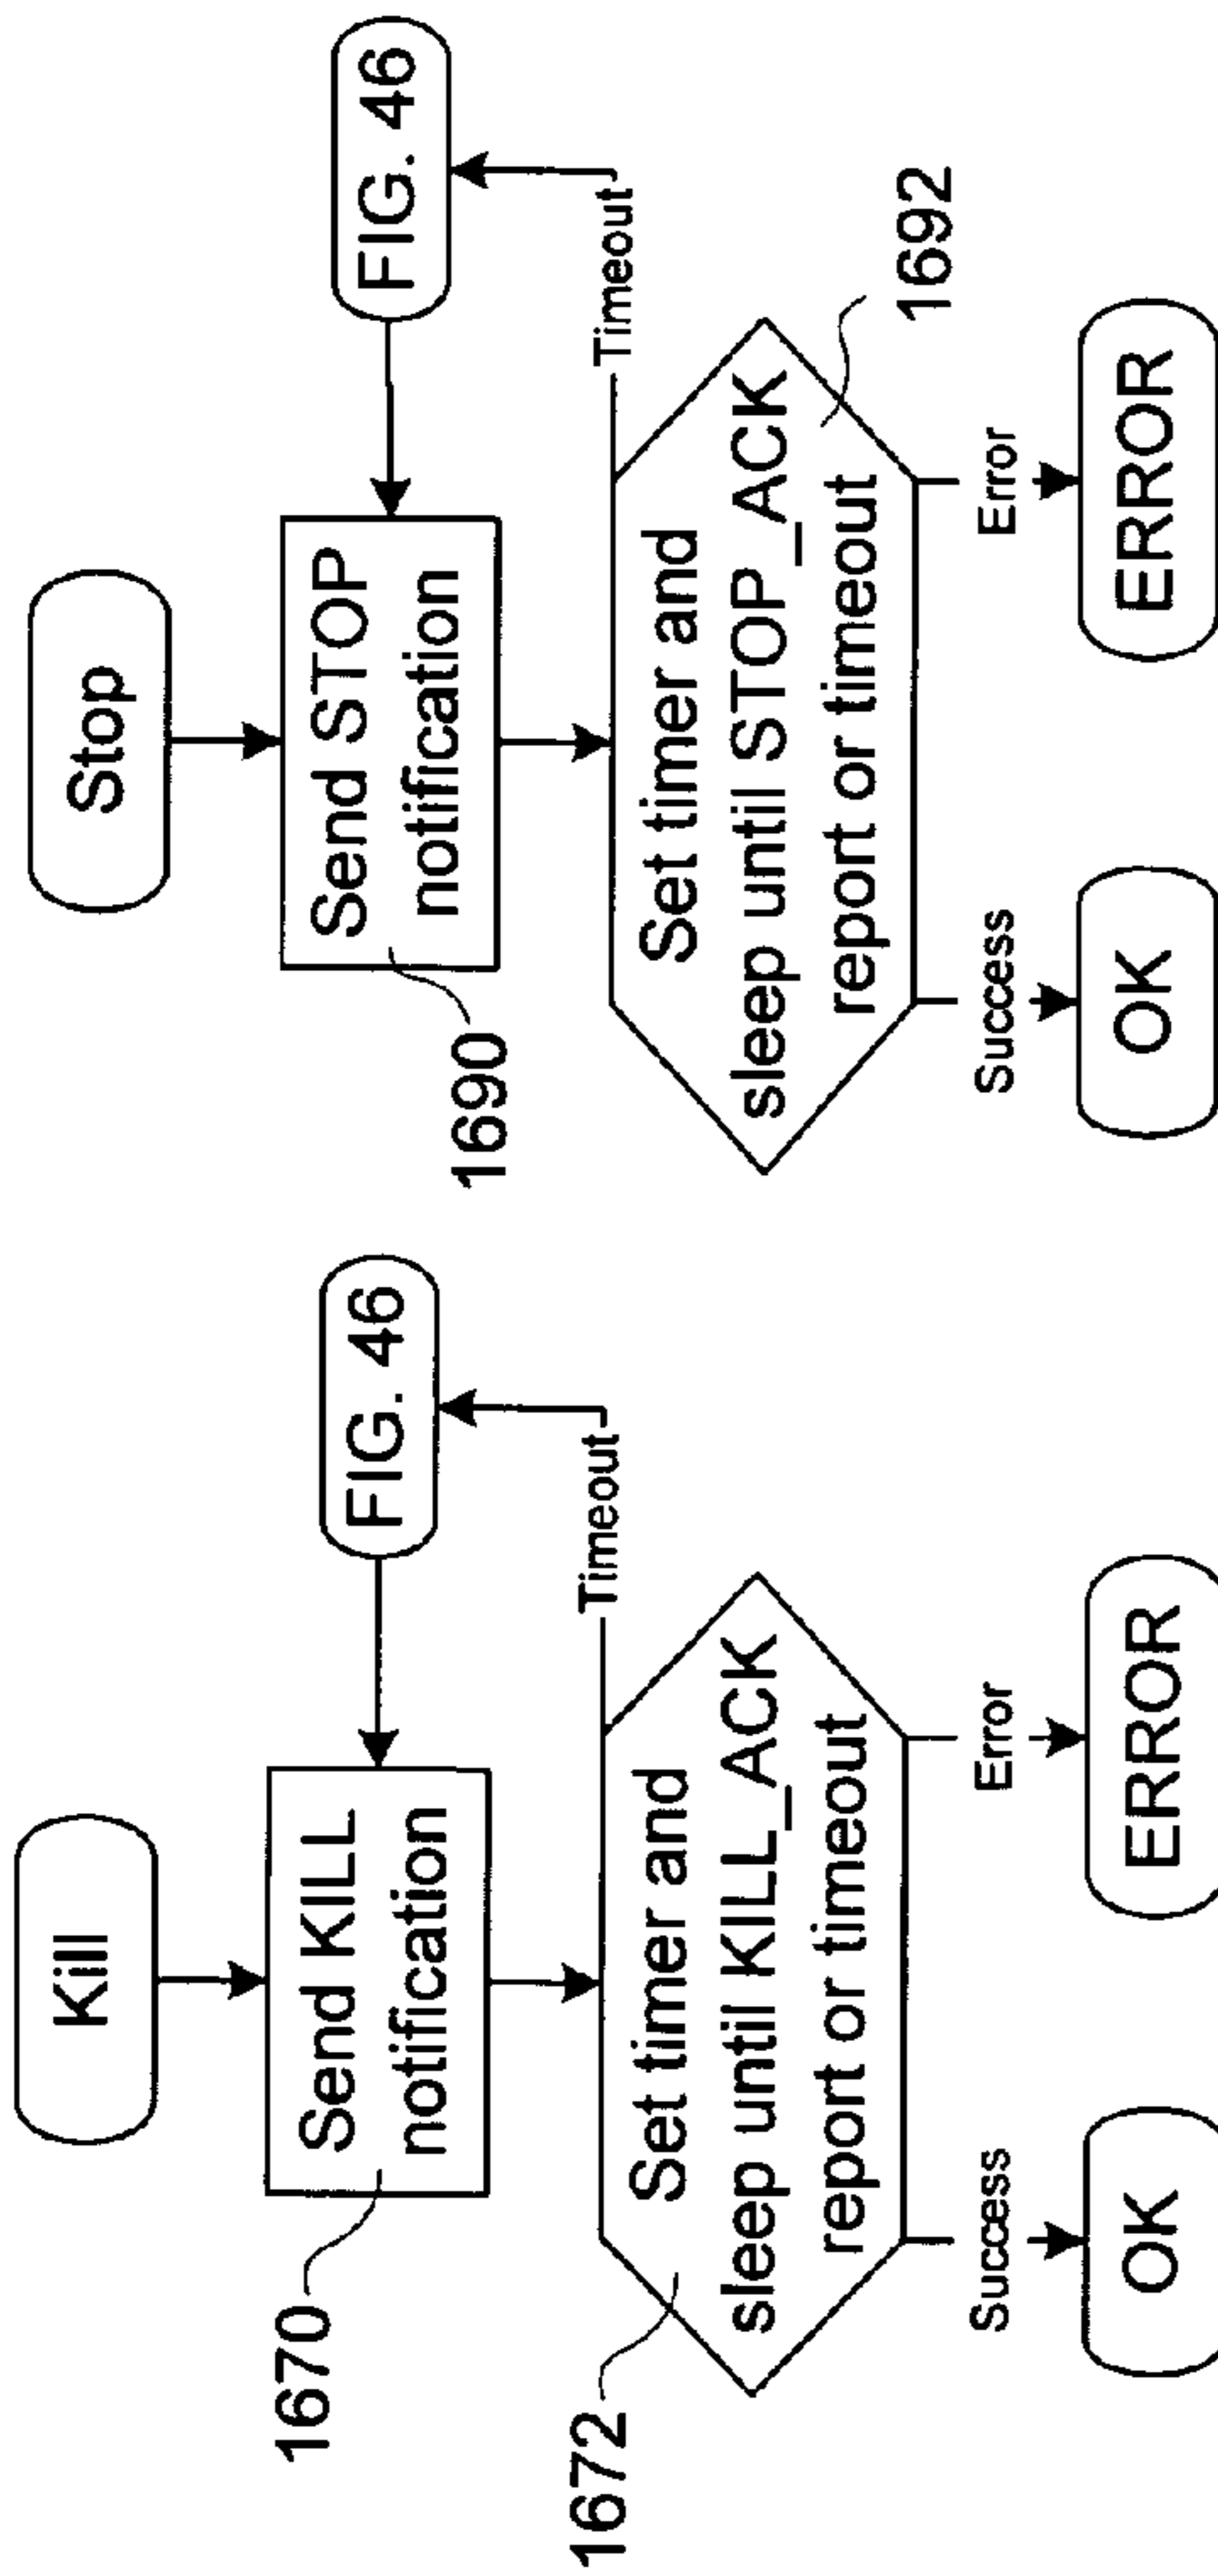 Kill
Send KILL
notification
1670
FIG. 46
Timeout
Set timer and
sleep until KILL_ACK
report or timeout
1672
Success
Error
OK
ERROR
Stop
Send STOP
notification
1690
FIG. 46
Timeout
Set timer and
sleep until STOP_ACK
report or timeout
1692
Success
Error
OK
ERROR